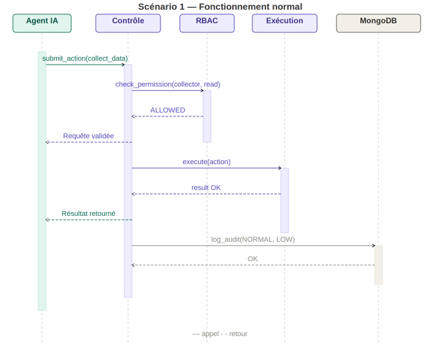 Scénario 1 — Fonctionnement normal
Agent IA
Contrôle
RBAC
Exécution
MongoDB
submit_action(collect_data)
check_permission(collector, read)
ALLOWED
Requête validée
execute(action)
result OK
Résultat retourné
log_audit(NORMAL, LOW)
OK
— appel - - retour